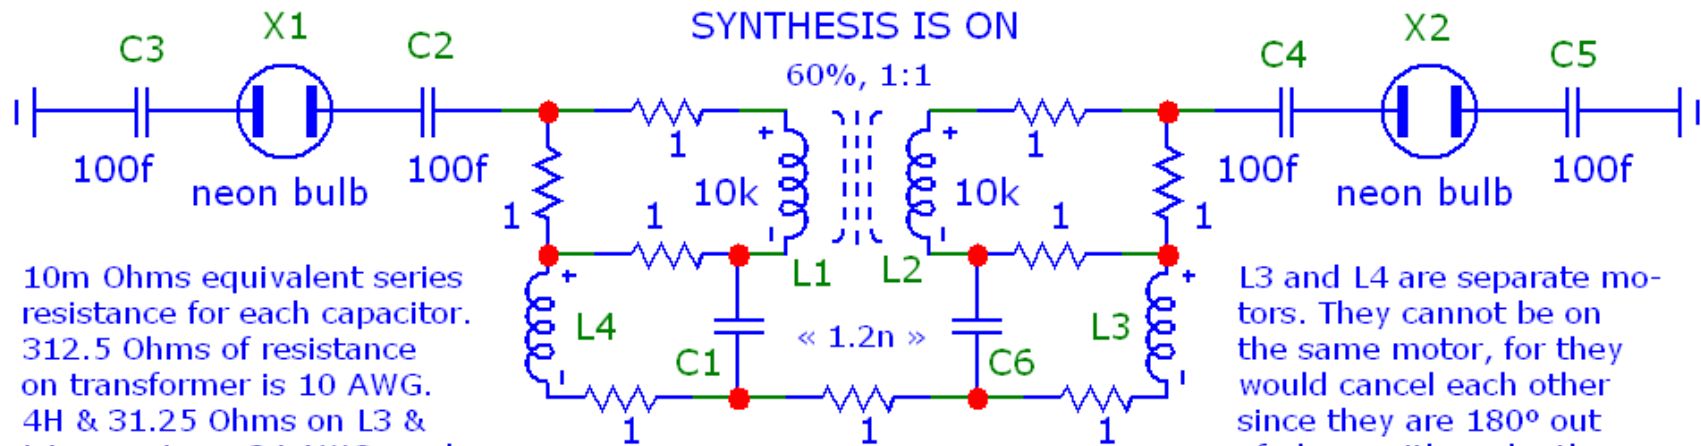 SYNTHESIS IS ON
X1
C3
C2
60%, 1:1
X2
C4
C5
100f
neon bulb
100f
1
1
1
10k
+
-
L1
+
-
L2
10k
1
1
1
100f
neon bulb
100f
10m Ohms equivalent series
resistance for each capacitor.
312.5 Ohms of resistance
on transformer is 10 AWG.
4H & 31.25 Ohms on L3 &
+
L4
-
C1
« 1.2n »
C6
L3
+
-
1
1
1
L3 and L4 are separate mo-
tors. They cannot be on
the same motor, for they
would cancel each other
since they are 180º out